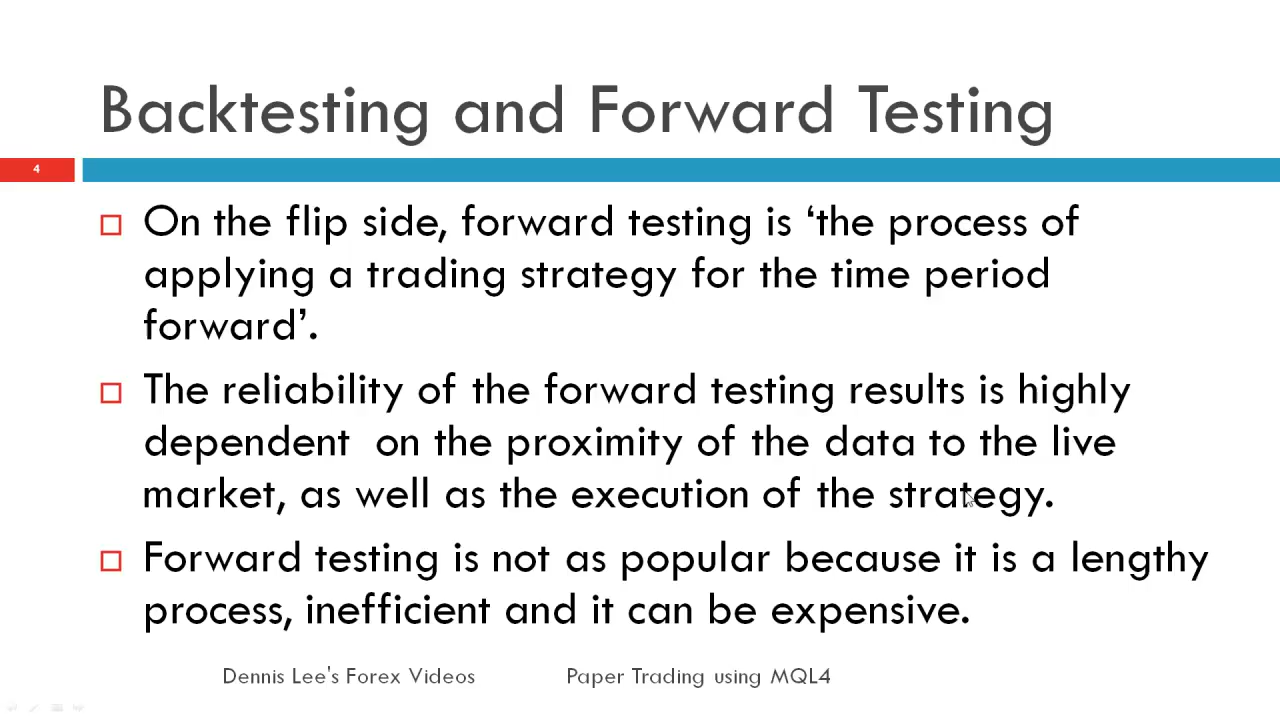 Backtesting and Forward Testing
4
On the flip side, forward testing is ‘the process of
applying a trading strategy for the time period
forward’.
The reliability of the forward testing results is highly
dependent  on the proximity of the data to the live
market, as well as the execution of the strategy.
Forward testing is not as popular because it is a lengthy
process, inefficient and it can be expensive.
Dennis Lee's Forex Videos Paper Trading using MQL4